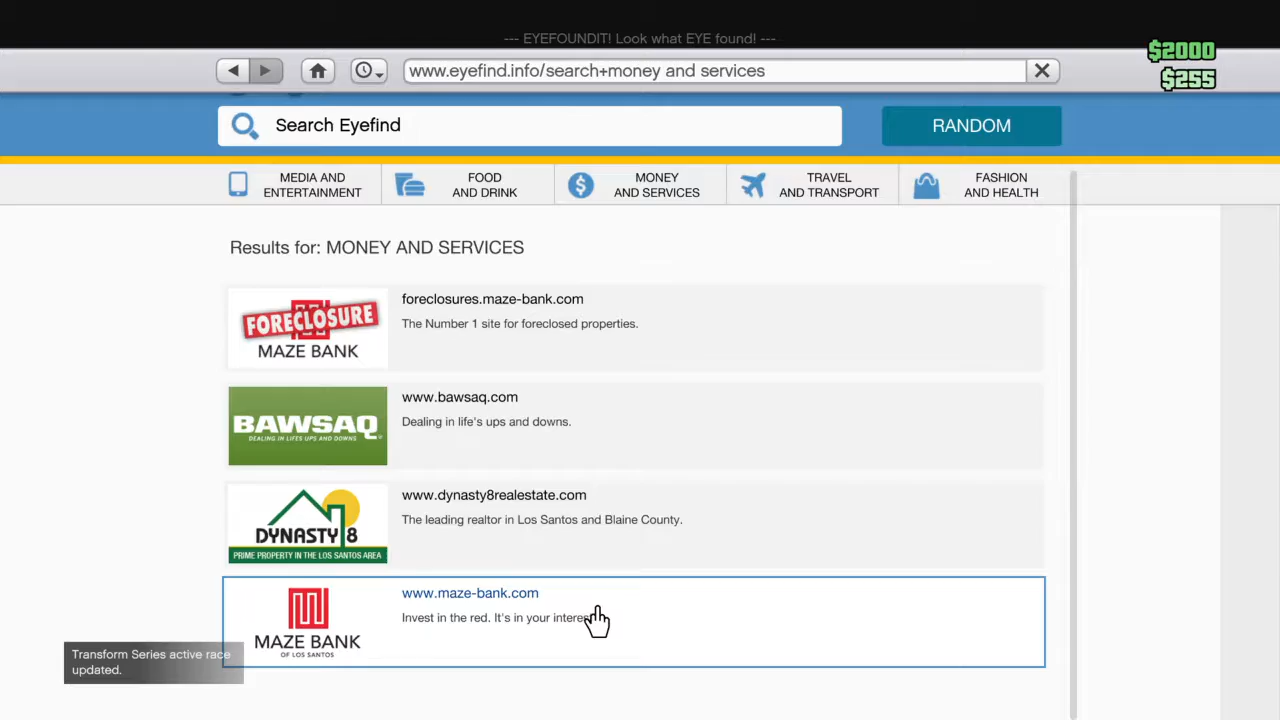 --- EYEFOUNDIT! Look what EYE found! ---
www.eyefind.info/search+money and services
$2000
$255
Search Eyefind
RANDOM
MEDIA AND
ENTERTAINMENT
FOOD
AND DRINK
MONEY
AND SERVICES
TRAVEL
AND TRANSPORT
FASHION
AND HEALTH
Results for: MONEY AND SERVICES
FORECLOSURE
MAZE BANK
foreclosures.maze-bank.com
The Number 1 site for foreclosed properties.
BAWSAQ
DEALING IN LIFES UPS AND DOWNS
www.bawsaq.com
Dealing in life's ups and downs.
DYNASTY 8
PRIME PROPERTY IN THE LOS SANTOS AREA
www.dynasty8realestate.com
The leading realtor in Los Santos and Blaine County.
MAZE BANK
OF LOS SANTOS
www.maze-bank.com
Invest in the red. It's in your interes
Transform Series active race
updated.